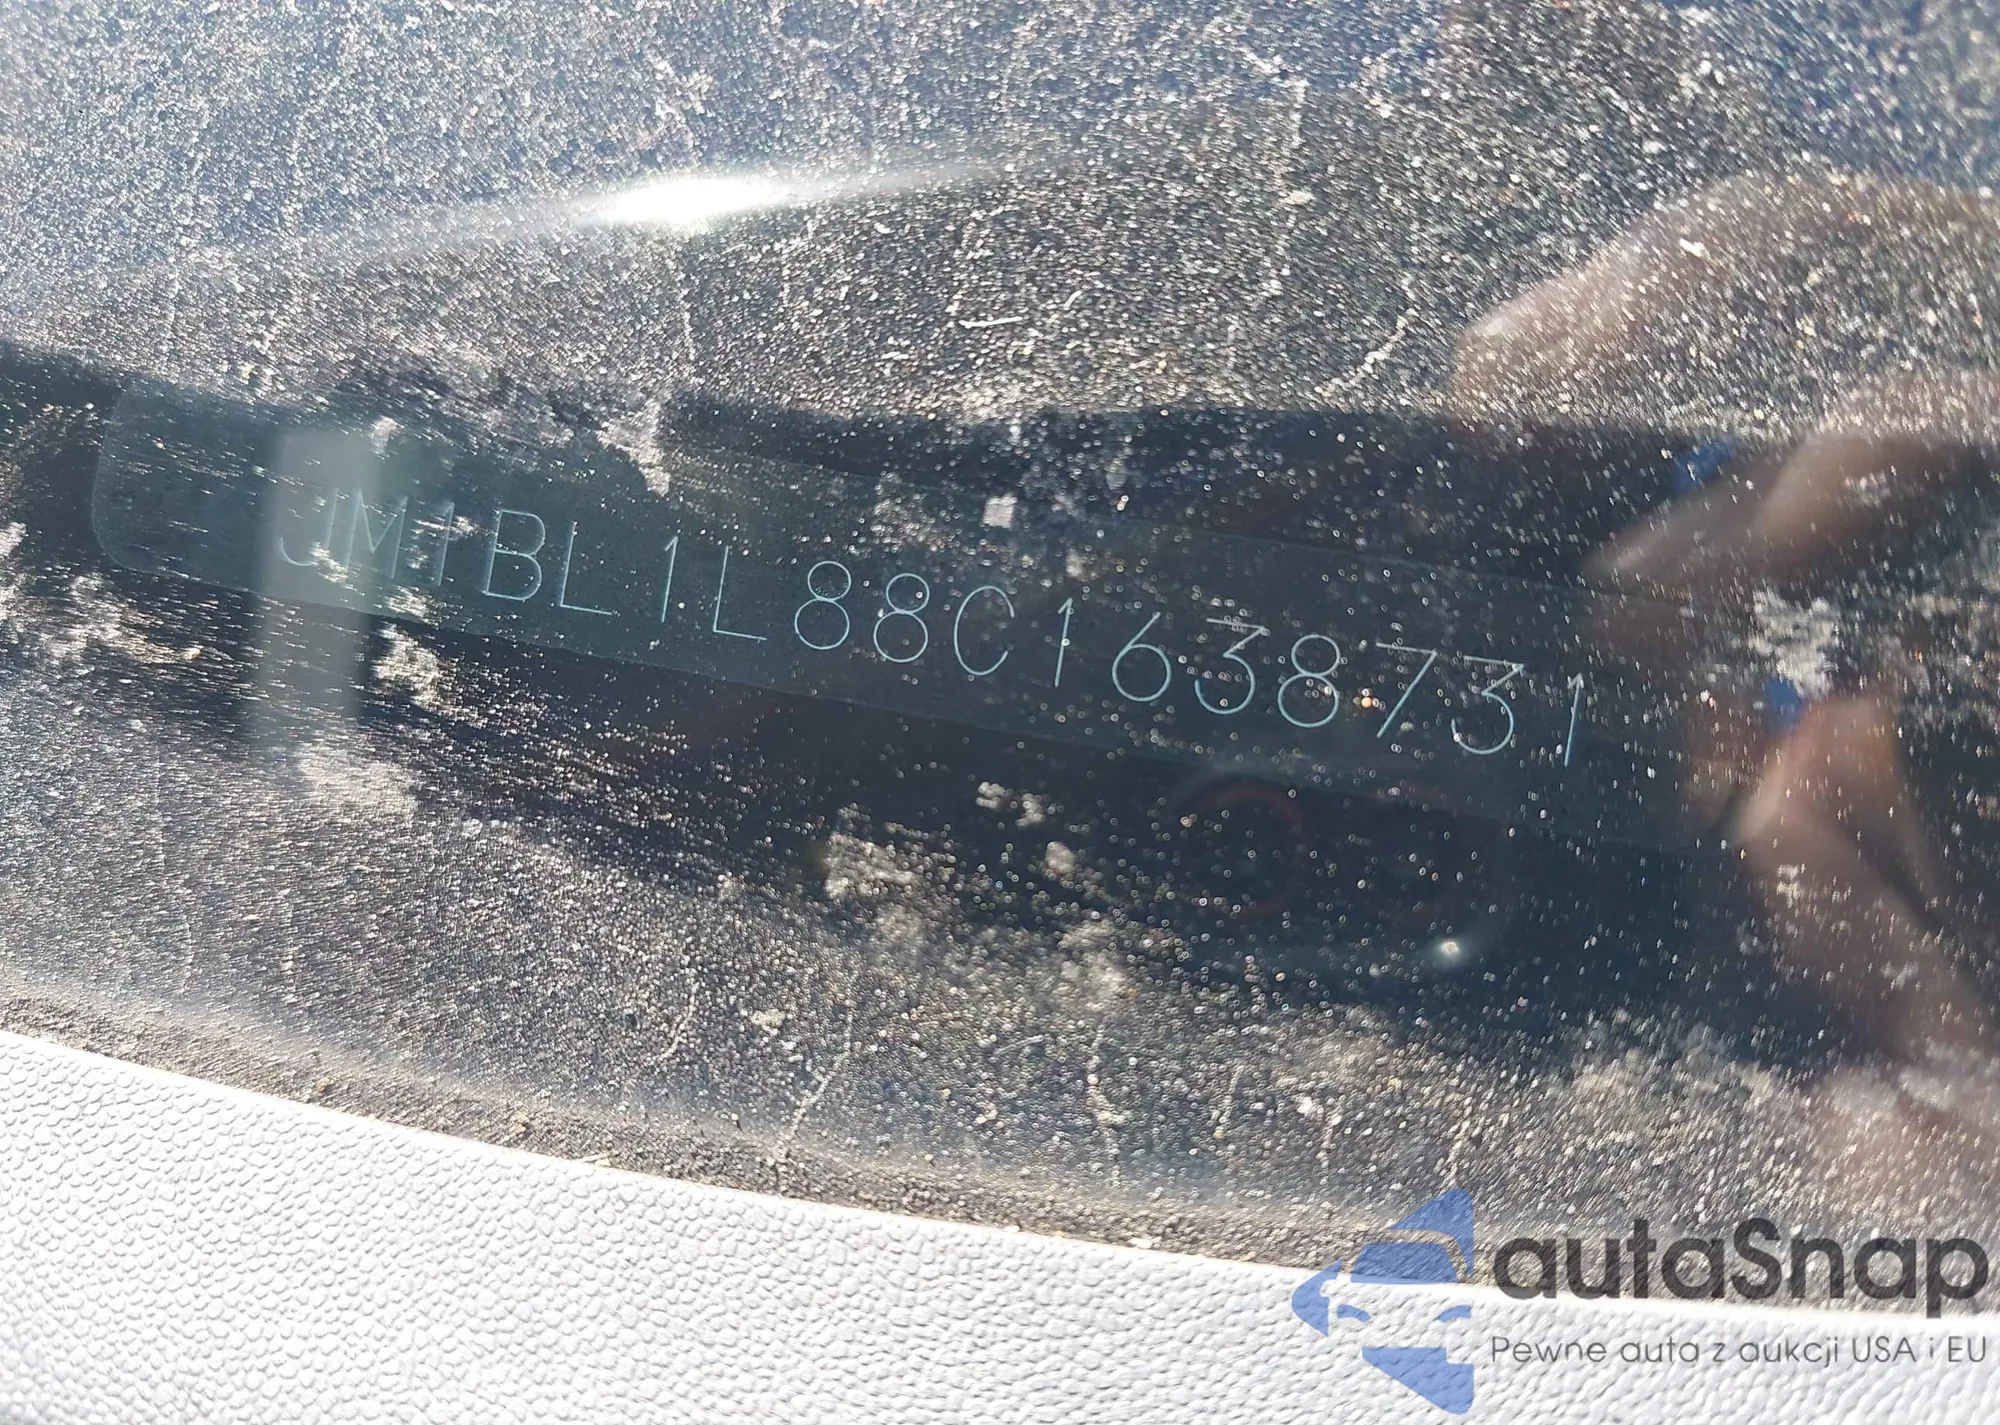 JM1BL1L88C1638731
autaSnap
Pewne auta z aukcji USA i EU